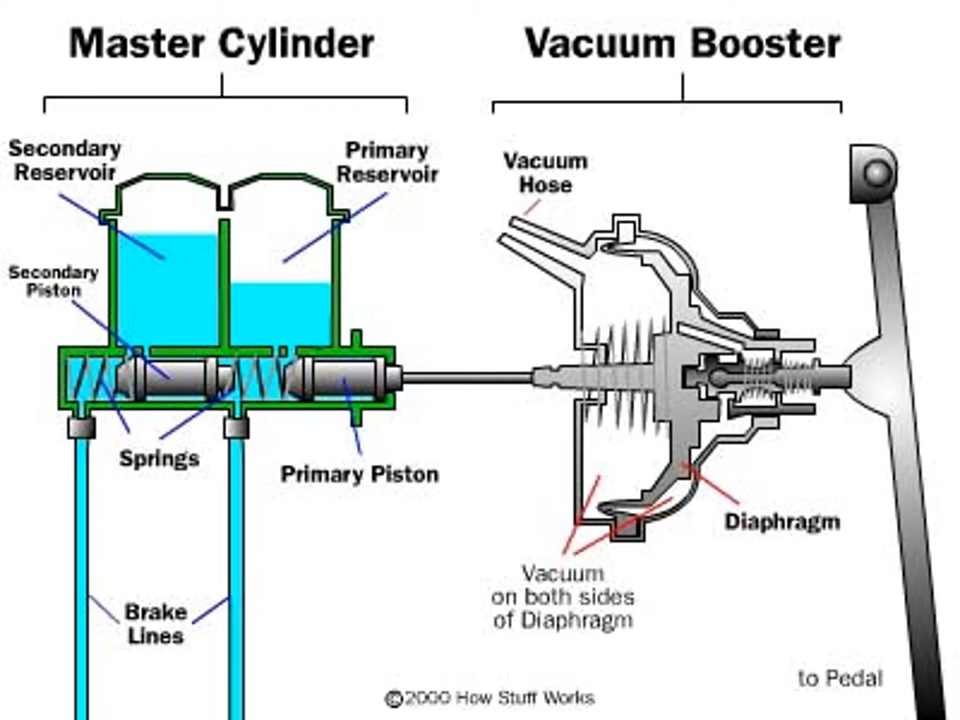 Master Cylinder
Vacuum Booster
Secondary
Reservoir
Primary
Reservoir
Vacuum
Hose
Secondary
Piston
Springs
Primary Piston
Diaphragm
Vacuum
on both sides
of Diaphragm
Brake
Lines
to Pedal
©2000 How Stuff Works